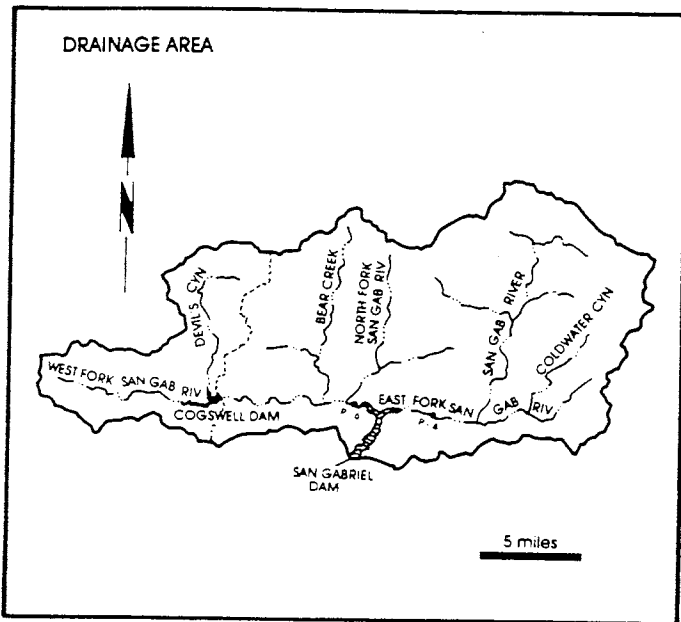 DRAINAGE AREA
N
DEVIL'S CYN
BEAR CREEK
NORTH FORK
SAN GAB RIV
SAN GAB RIVER
COLDWATER CYN
WEST FORK SAN GAB RIV
COGSWELL DAM
EAST FORK SAN GAB RIV
SAN GABRIEL
DAM
5 miles